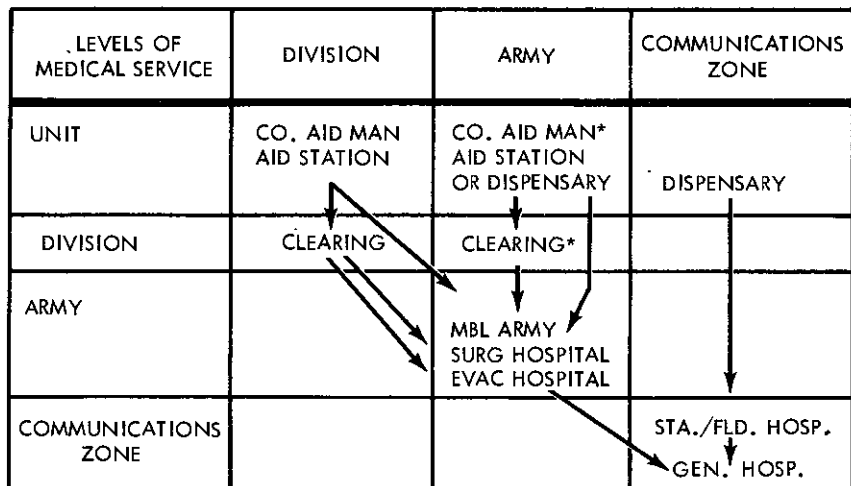 LEVELS OF
MEDICAL SERVICE
DIVISION
ARMY
COMMUNICATIONS
ZONE
UNIT
CO. AID MAN
AID STATION
CO. AID MAN*
AID STATION
OR DISPENSARY
DISPENSARY
DIVISION
CLEARING
CLEARING*
ARMY
MBL ARMY
SURG HOSPITAL
EVAC HOSPITAL
COMMUNICATIONS
ZONE
STA./FLD. HOSP.
GEN. HOSP.